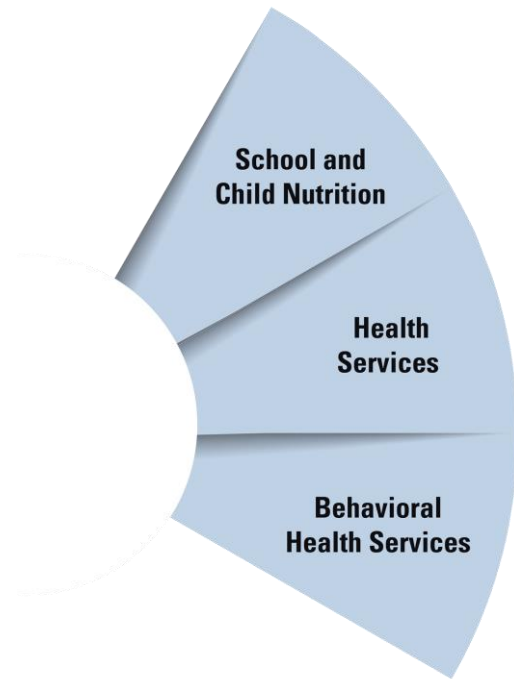 School and
Child Nutrition
Health
Services
Behavioral
Health Services